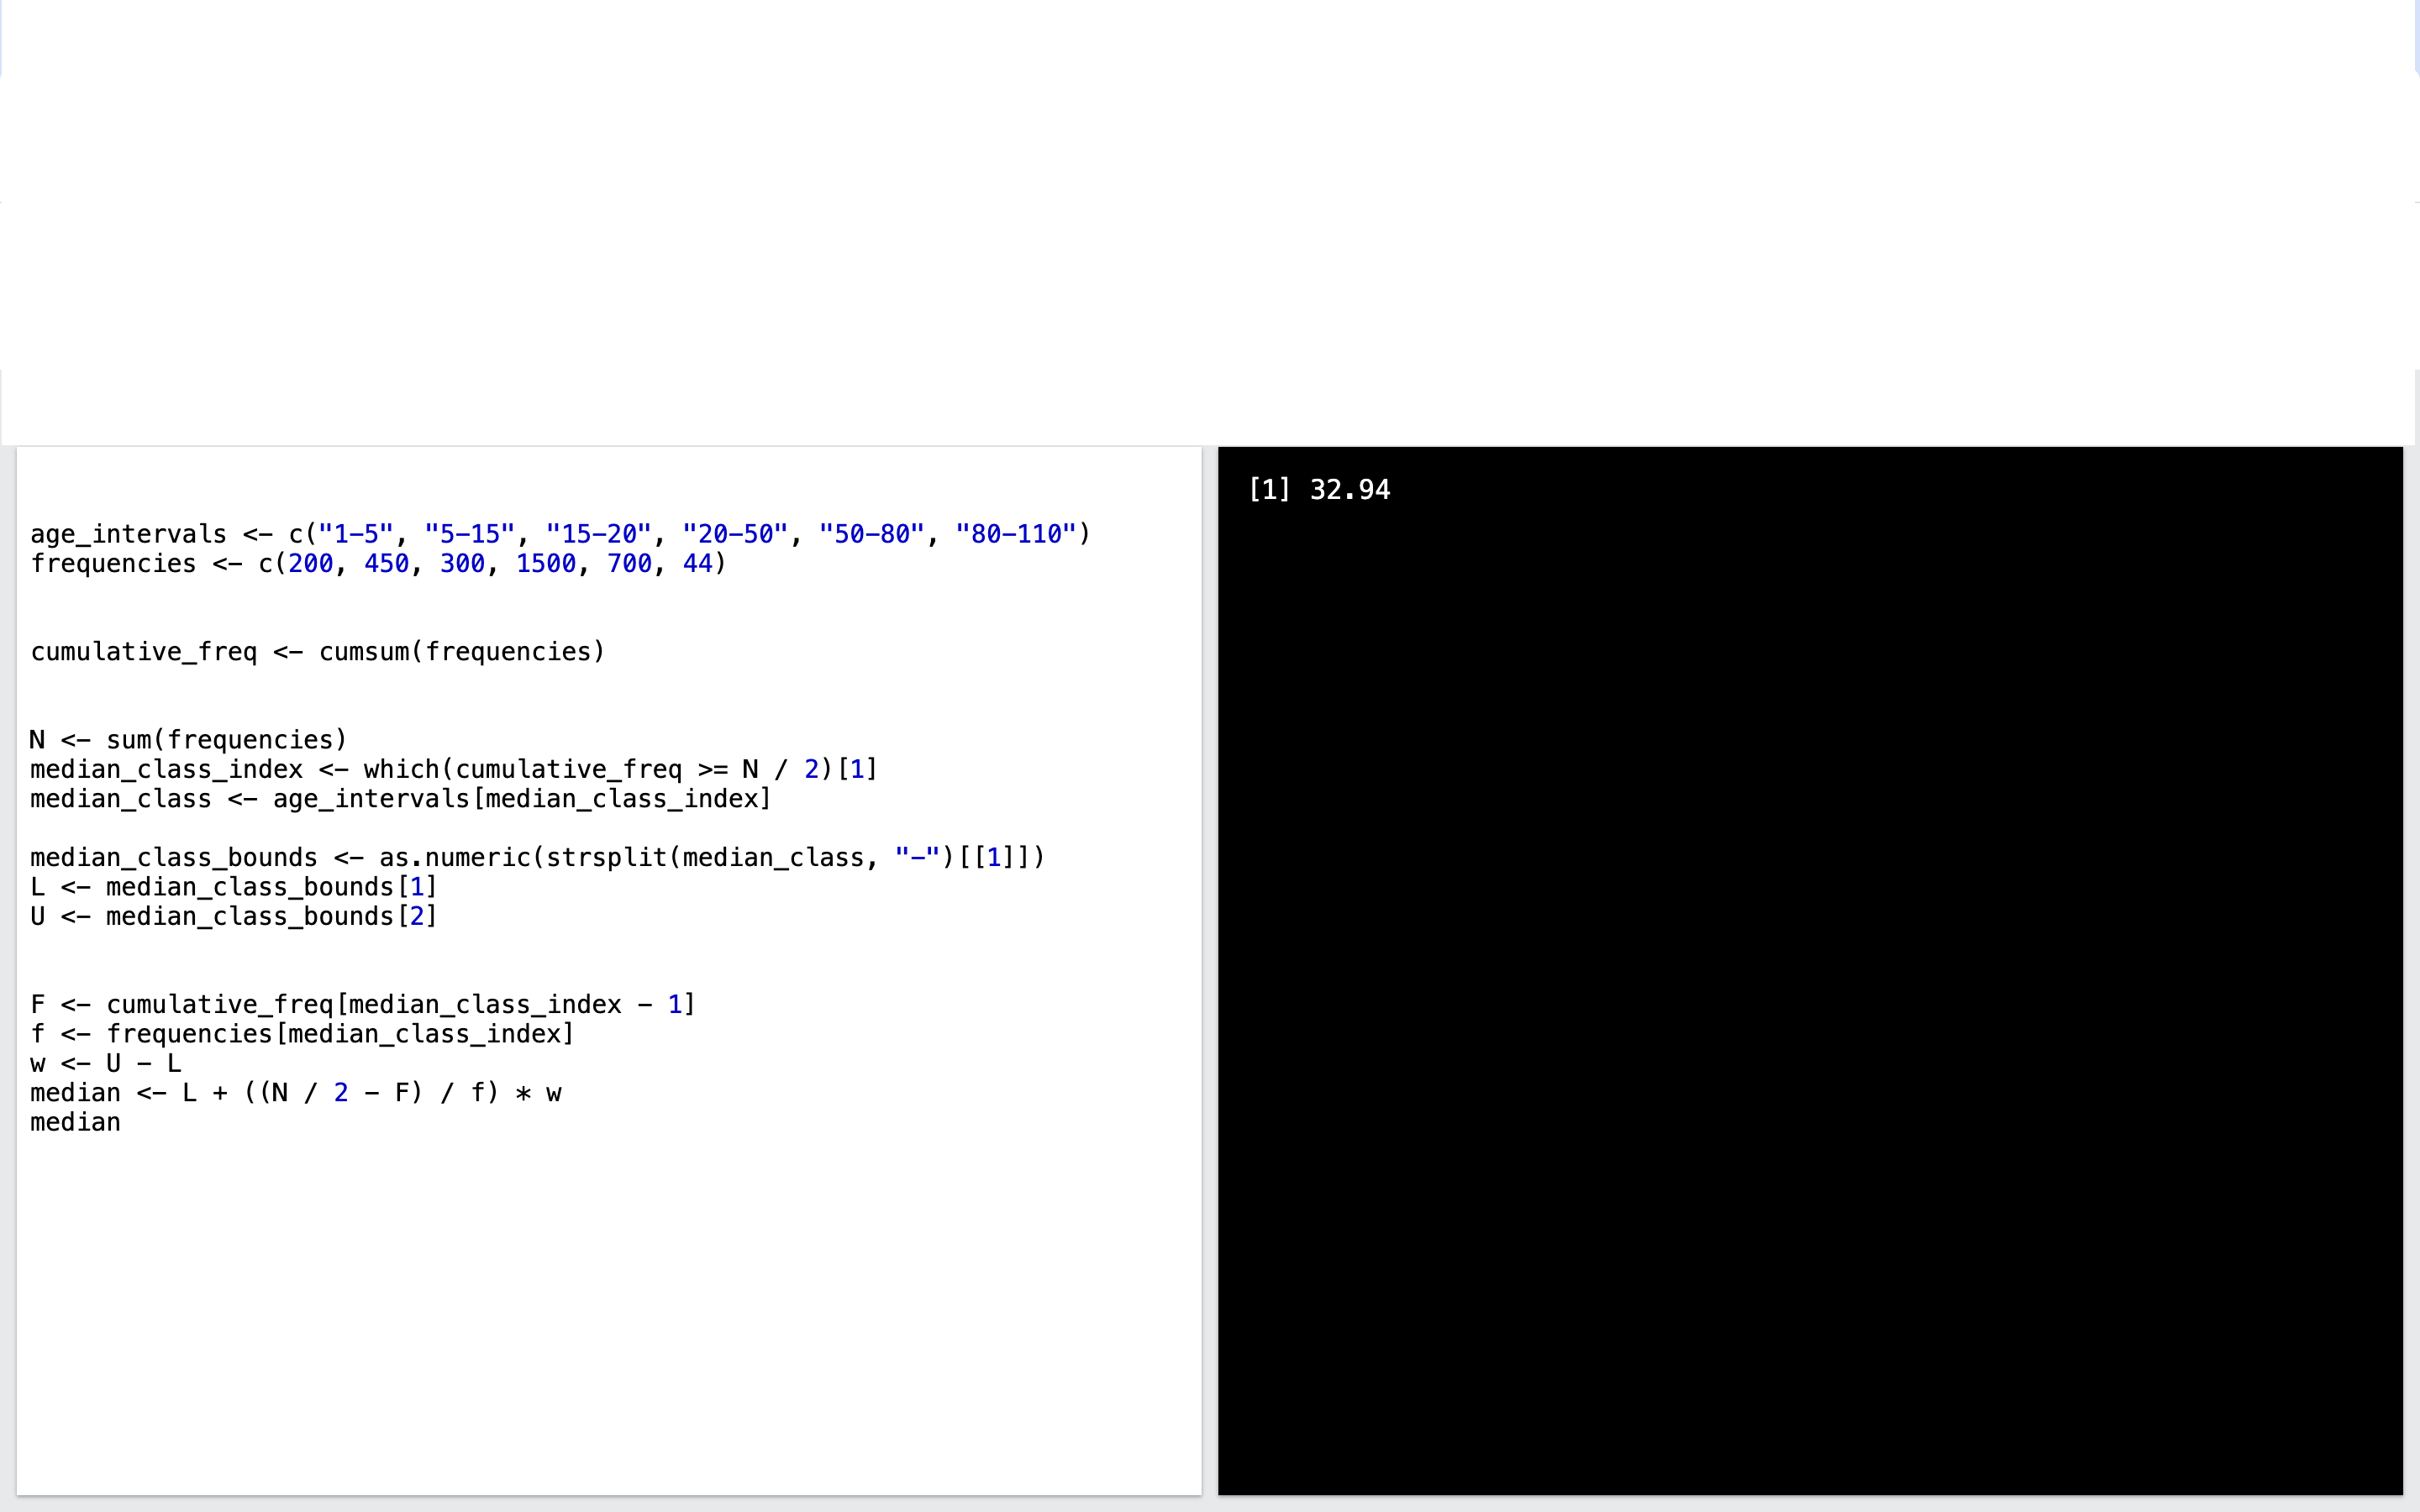 age_intervals <- c("1-5", "5-15", "15-20", "20-50", "50-80", "80-110")
frequencies <- c(200, 450, 300, 1500, 700, 44)
cumulative_freq <- cumsum(frequencies)
N <- sum(frequencies)
median_class_index <- which(cumulative_freq >= N / 2)[1]
median_class <- age_intervals[median_class_index]
median_class_bounds <- as.numeric(strsplit(median_class, "-")[[1]])
L <- median_class_bounds[1]
U <- median_class_bounds[2]
F <- cumulative_freq[median_class_index - 1]
f <- frequencies[median_class_index]
w <- U - L
median <- L + ((N / 2 - F) / f) * w
median
[1] 32.94